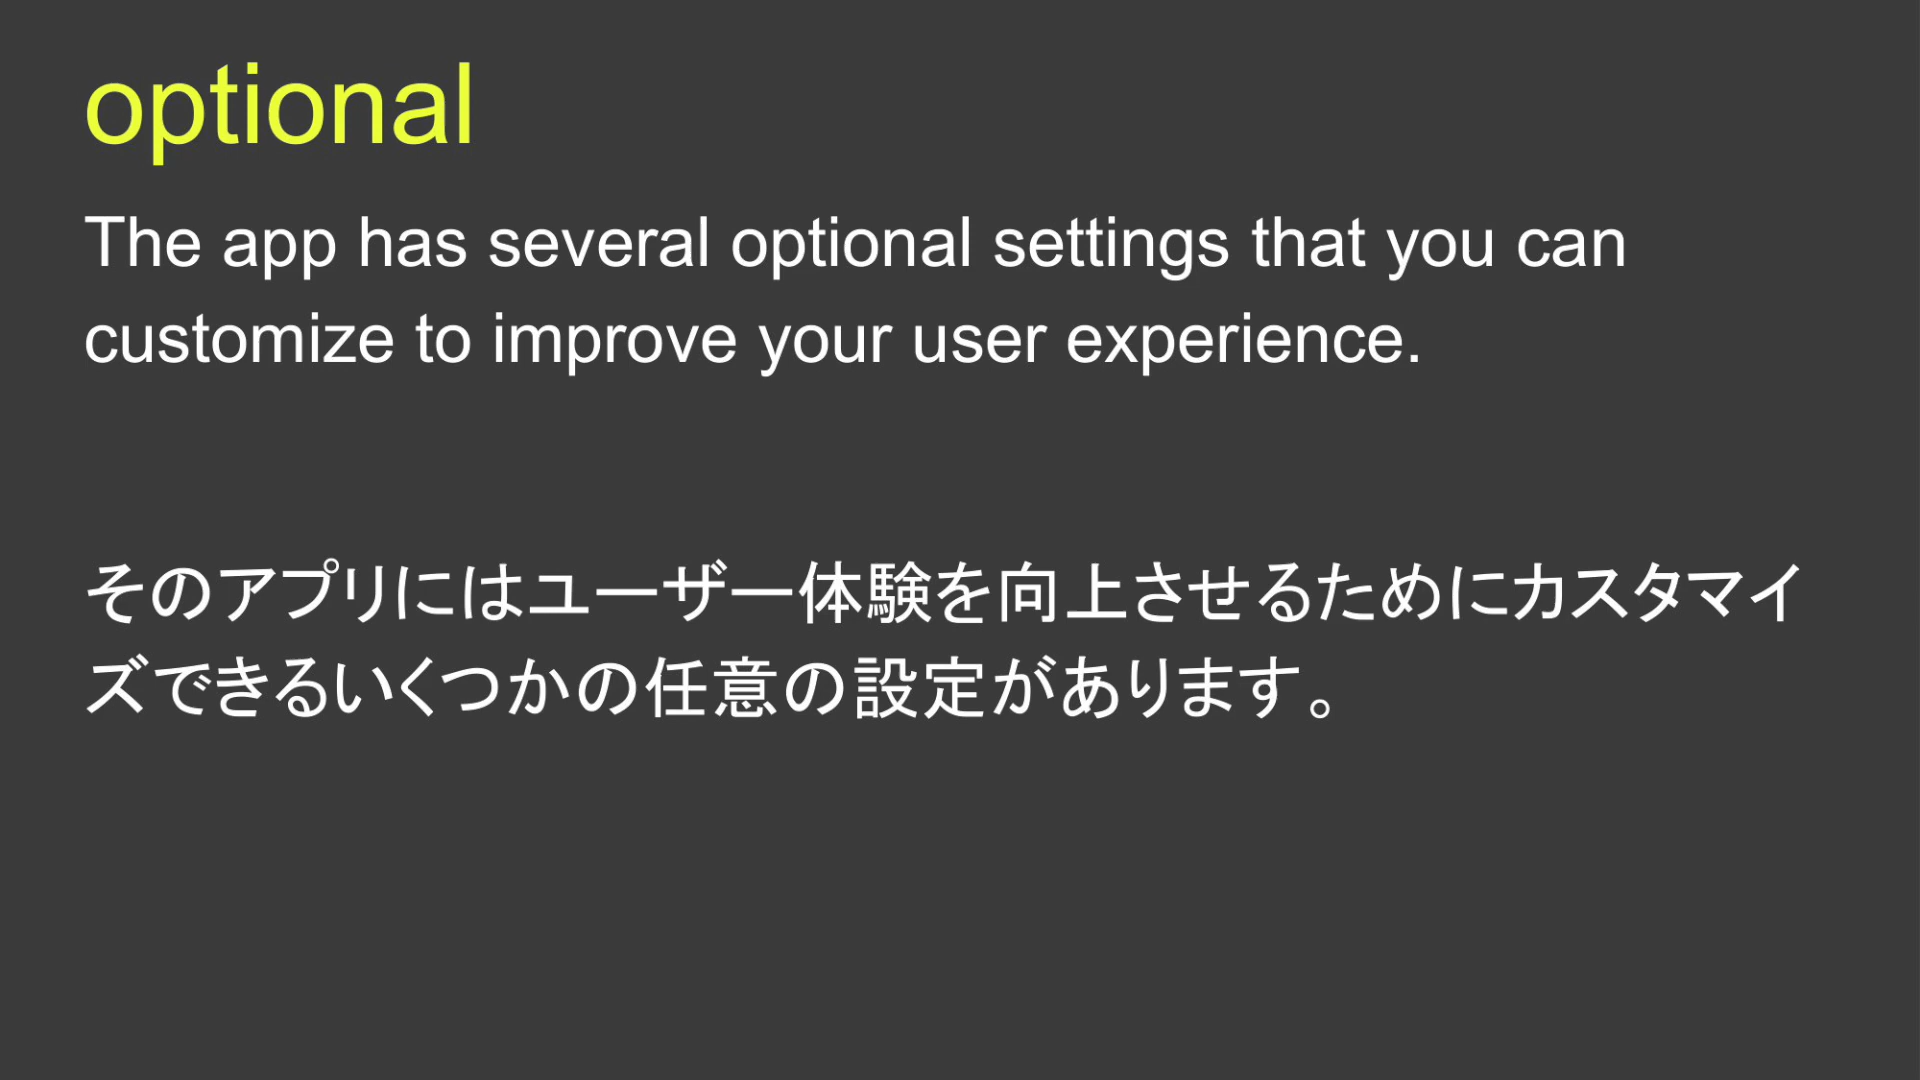 optional
The app has several optional settings that you can
customize to improve your user experience.
そのアプリにはユーザー体験を向上させるためにカスタマイ
ズできるいくつかの任意の設定があります。